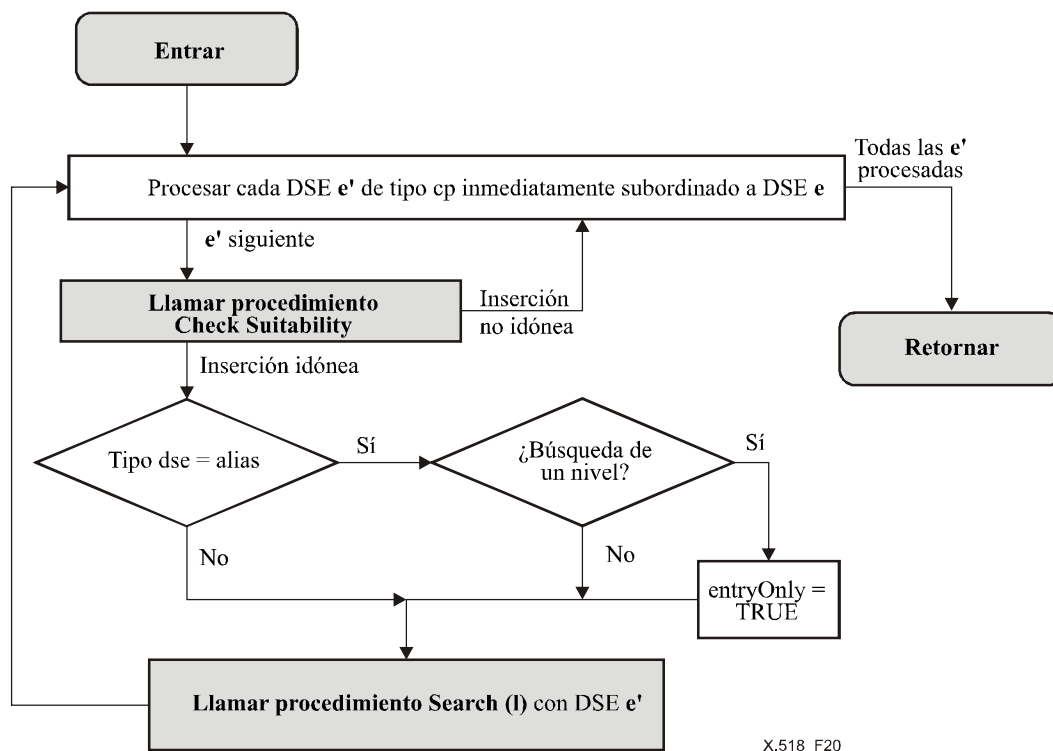 Entrar
Procesar cada DSE e' de tipo cp inmediatamente subordinado a DSE e
Todas las e'
procesadas
e' siguiente
Llamar procedimiento
Check Suitability
Inserción
no idónea
Retornar
Inserción idónea
Tipo dse = alias
Sí
¿Búsqueda de
un nivel?
Sí
No
No
entryOnly =
TRUE
Llamar procedimiento Search (l) con DSE e'
X.518_F20